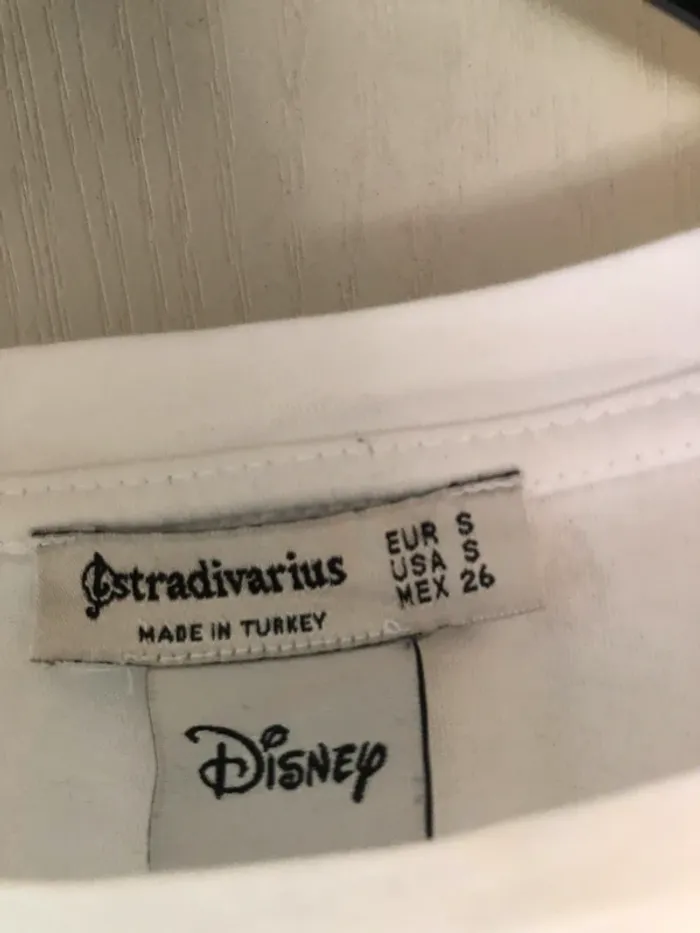 stradivarius
MADE IN TURKEY
EUR S
USA S
MEX 26
Disney